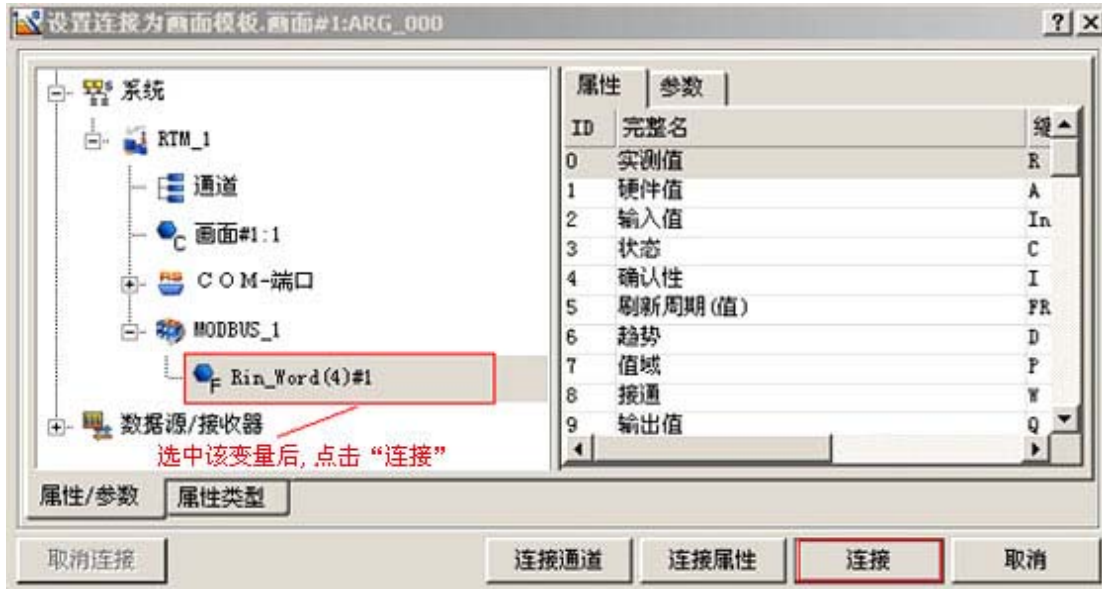 设置连接为画面模板.画面#1:ARG_000
系统
RTM_1
通道
画面#1:1
COM-端口
MODBUS_1
Rin_Word(4)#1
数据源/接收器
选中该变量后,点击“连接”
属性/参数
属性类型
属性
参数
ID 完整名 缩
0 实测值 R
1 硬件值 A
2 输入值 In
3 状态 C
4 确认性 I
5 刷新周期(值) FR
6 趋势 D
7 值域 P
8 接通 W
9 输出值 Q
取消连接
连接通道
连接属性
连接
取消